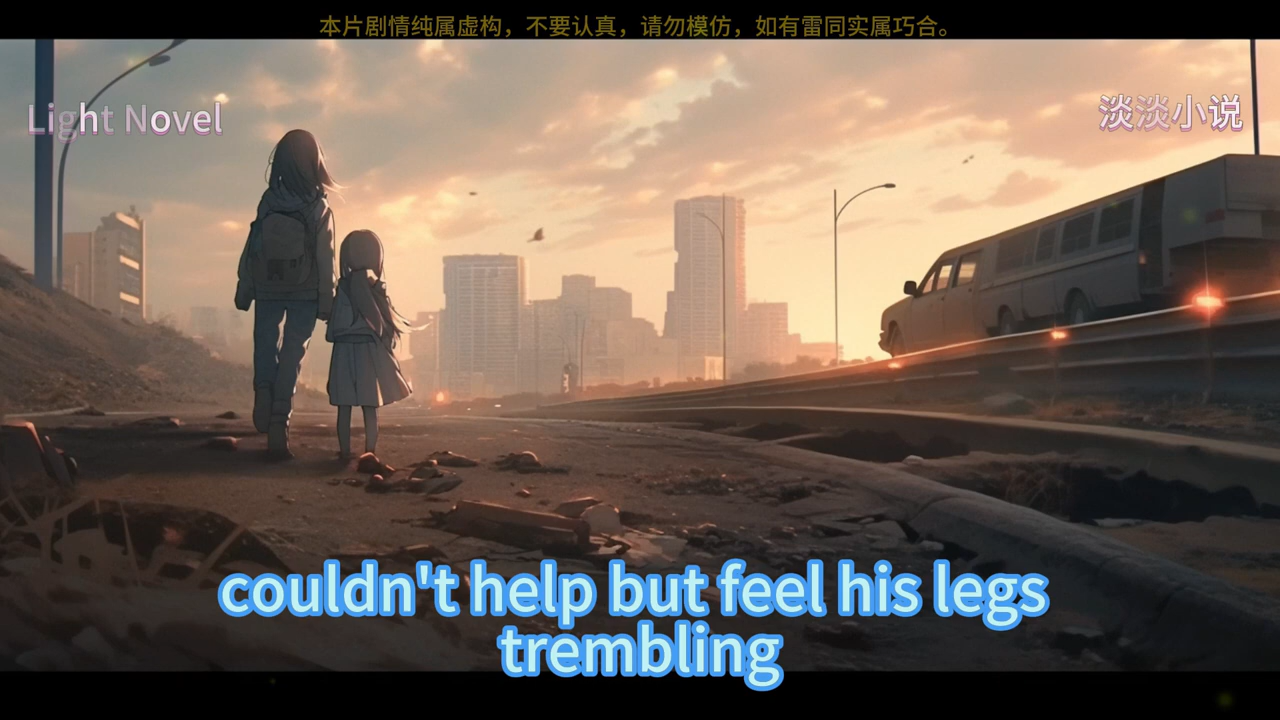 本片剧情纯属虚构，不要认真，请勿模仿，如有雷同实属巧合。
Light Novel
淡淡小说
couldn't help but feel his legs
trembling